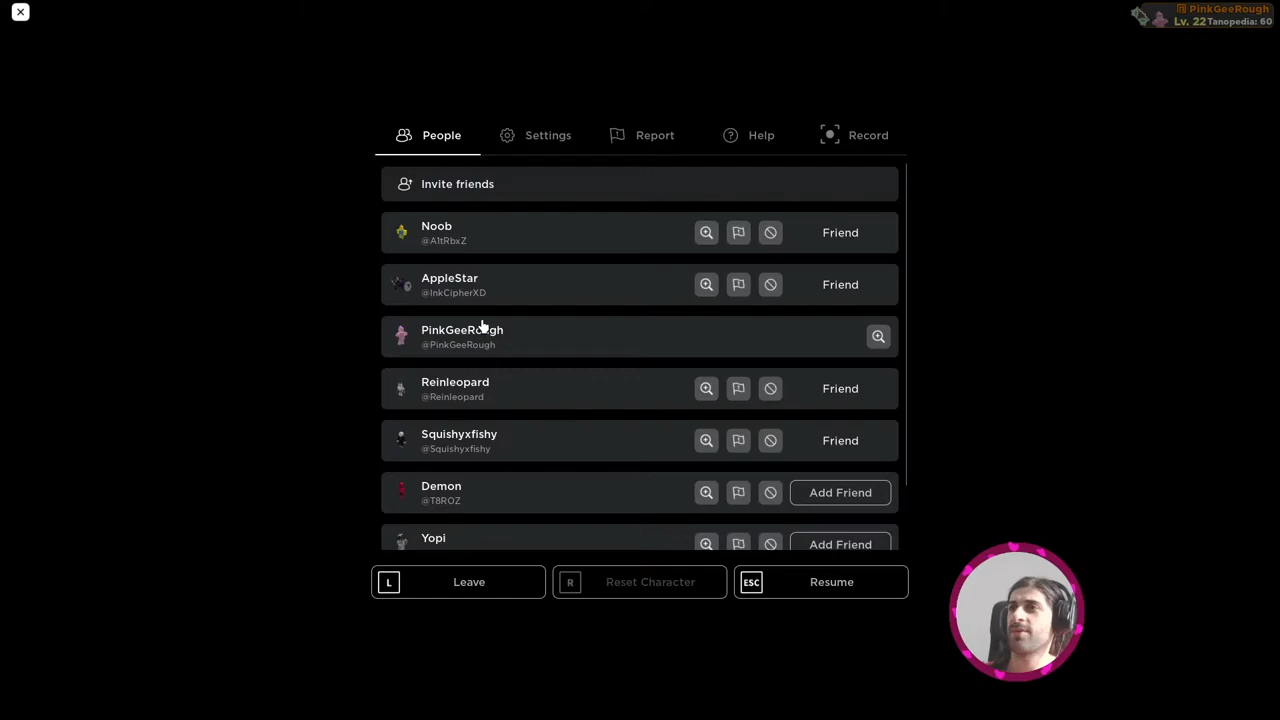 PinkGeeRough
Lv. 22 Tanopedia: 60
People
Settings
Report
Help
Record
Invite friends
Noob
@A1tRbxZ
Friend
AppleStar
@InkCipherXD
Friend
PinkGeeRough
@PinkGeeRough
Reinleopard
@Reinleopard
Friend
Squishyxfishy
@Squishyxfishy
Friend
Demon
@T8ROZ
Add Friend
Yopi
Add Friend
L Leave
R Reset Character
ESC Resume